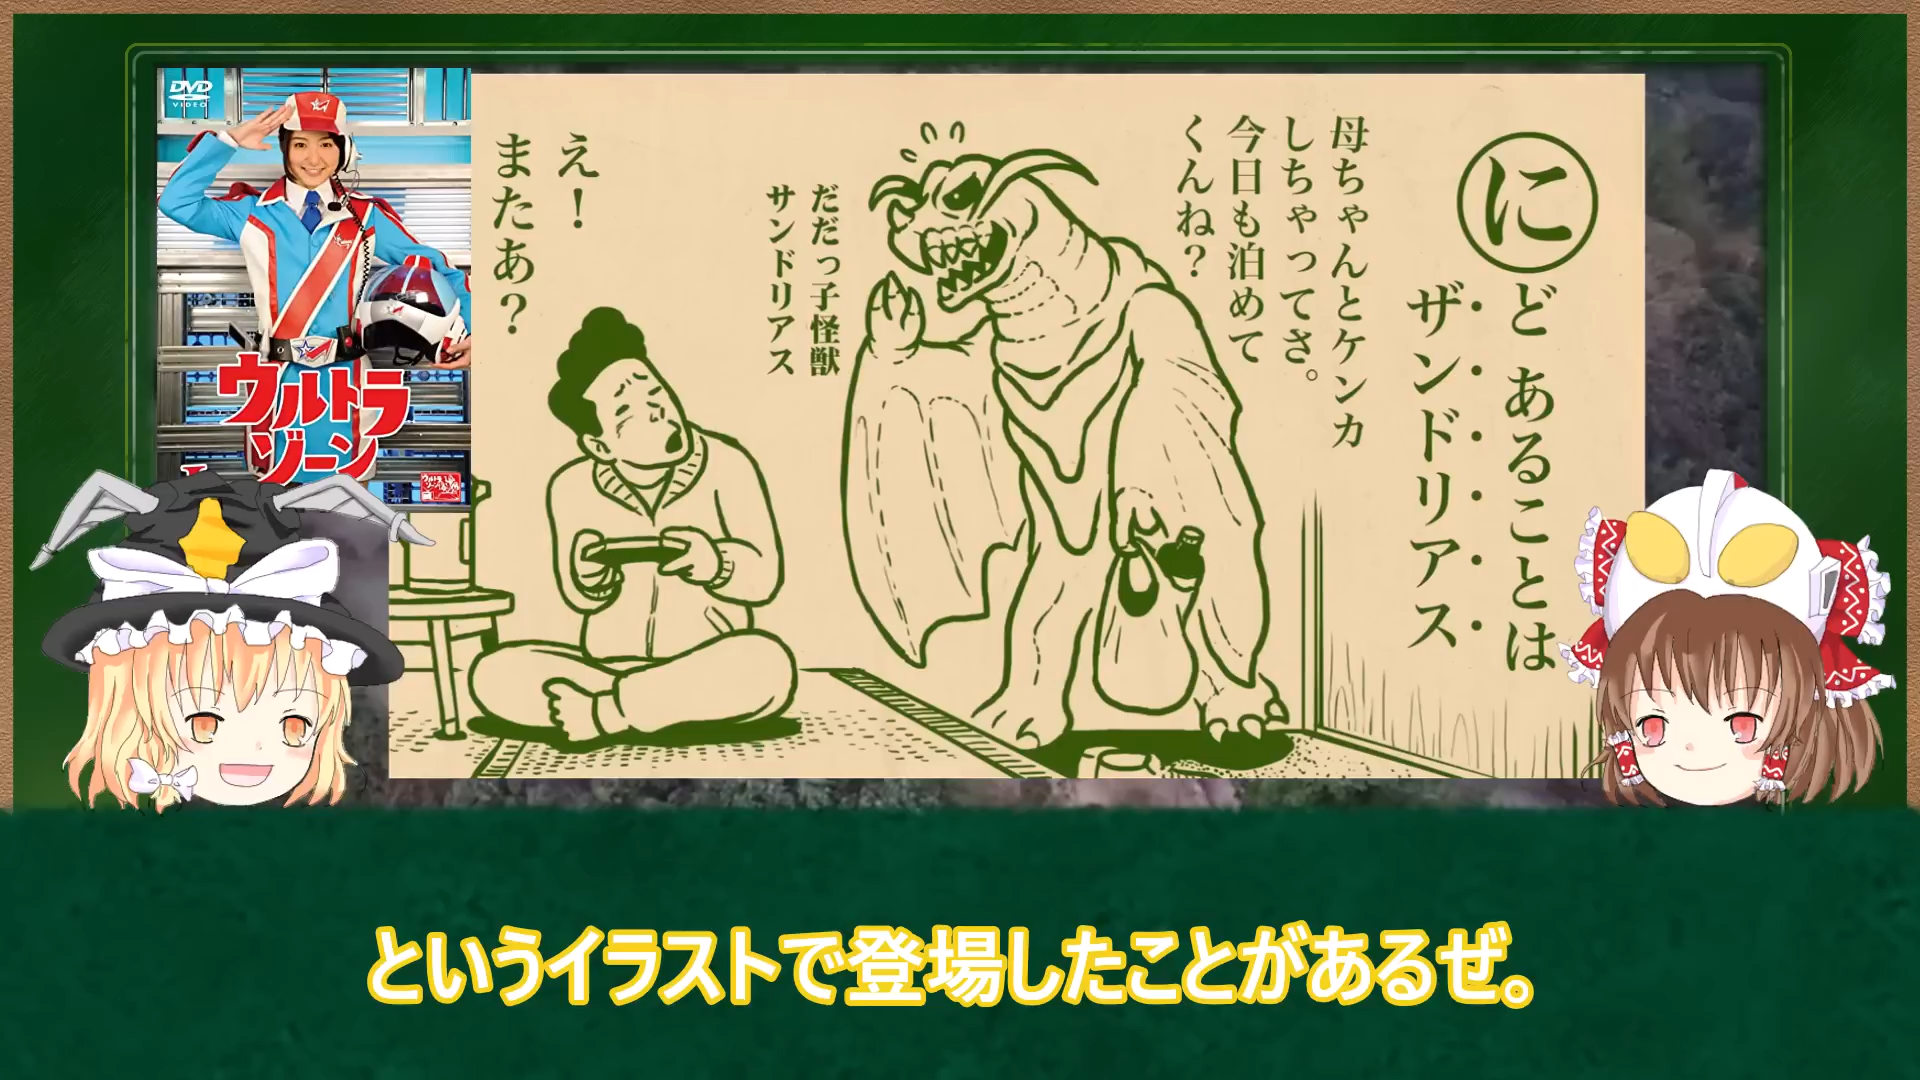 DVD
VIDEO
ウルトラ
ゾーン
に
どあることは
ザンドリアス
母ちゃんとケンカ
しちゃってさ。
今日も泊めて
くんね？
だだっ子怪獣
サンドリアス
え！
またあ？
というイラストで登場したことがあるぜ。